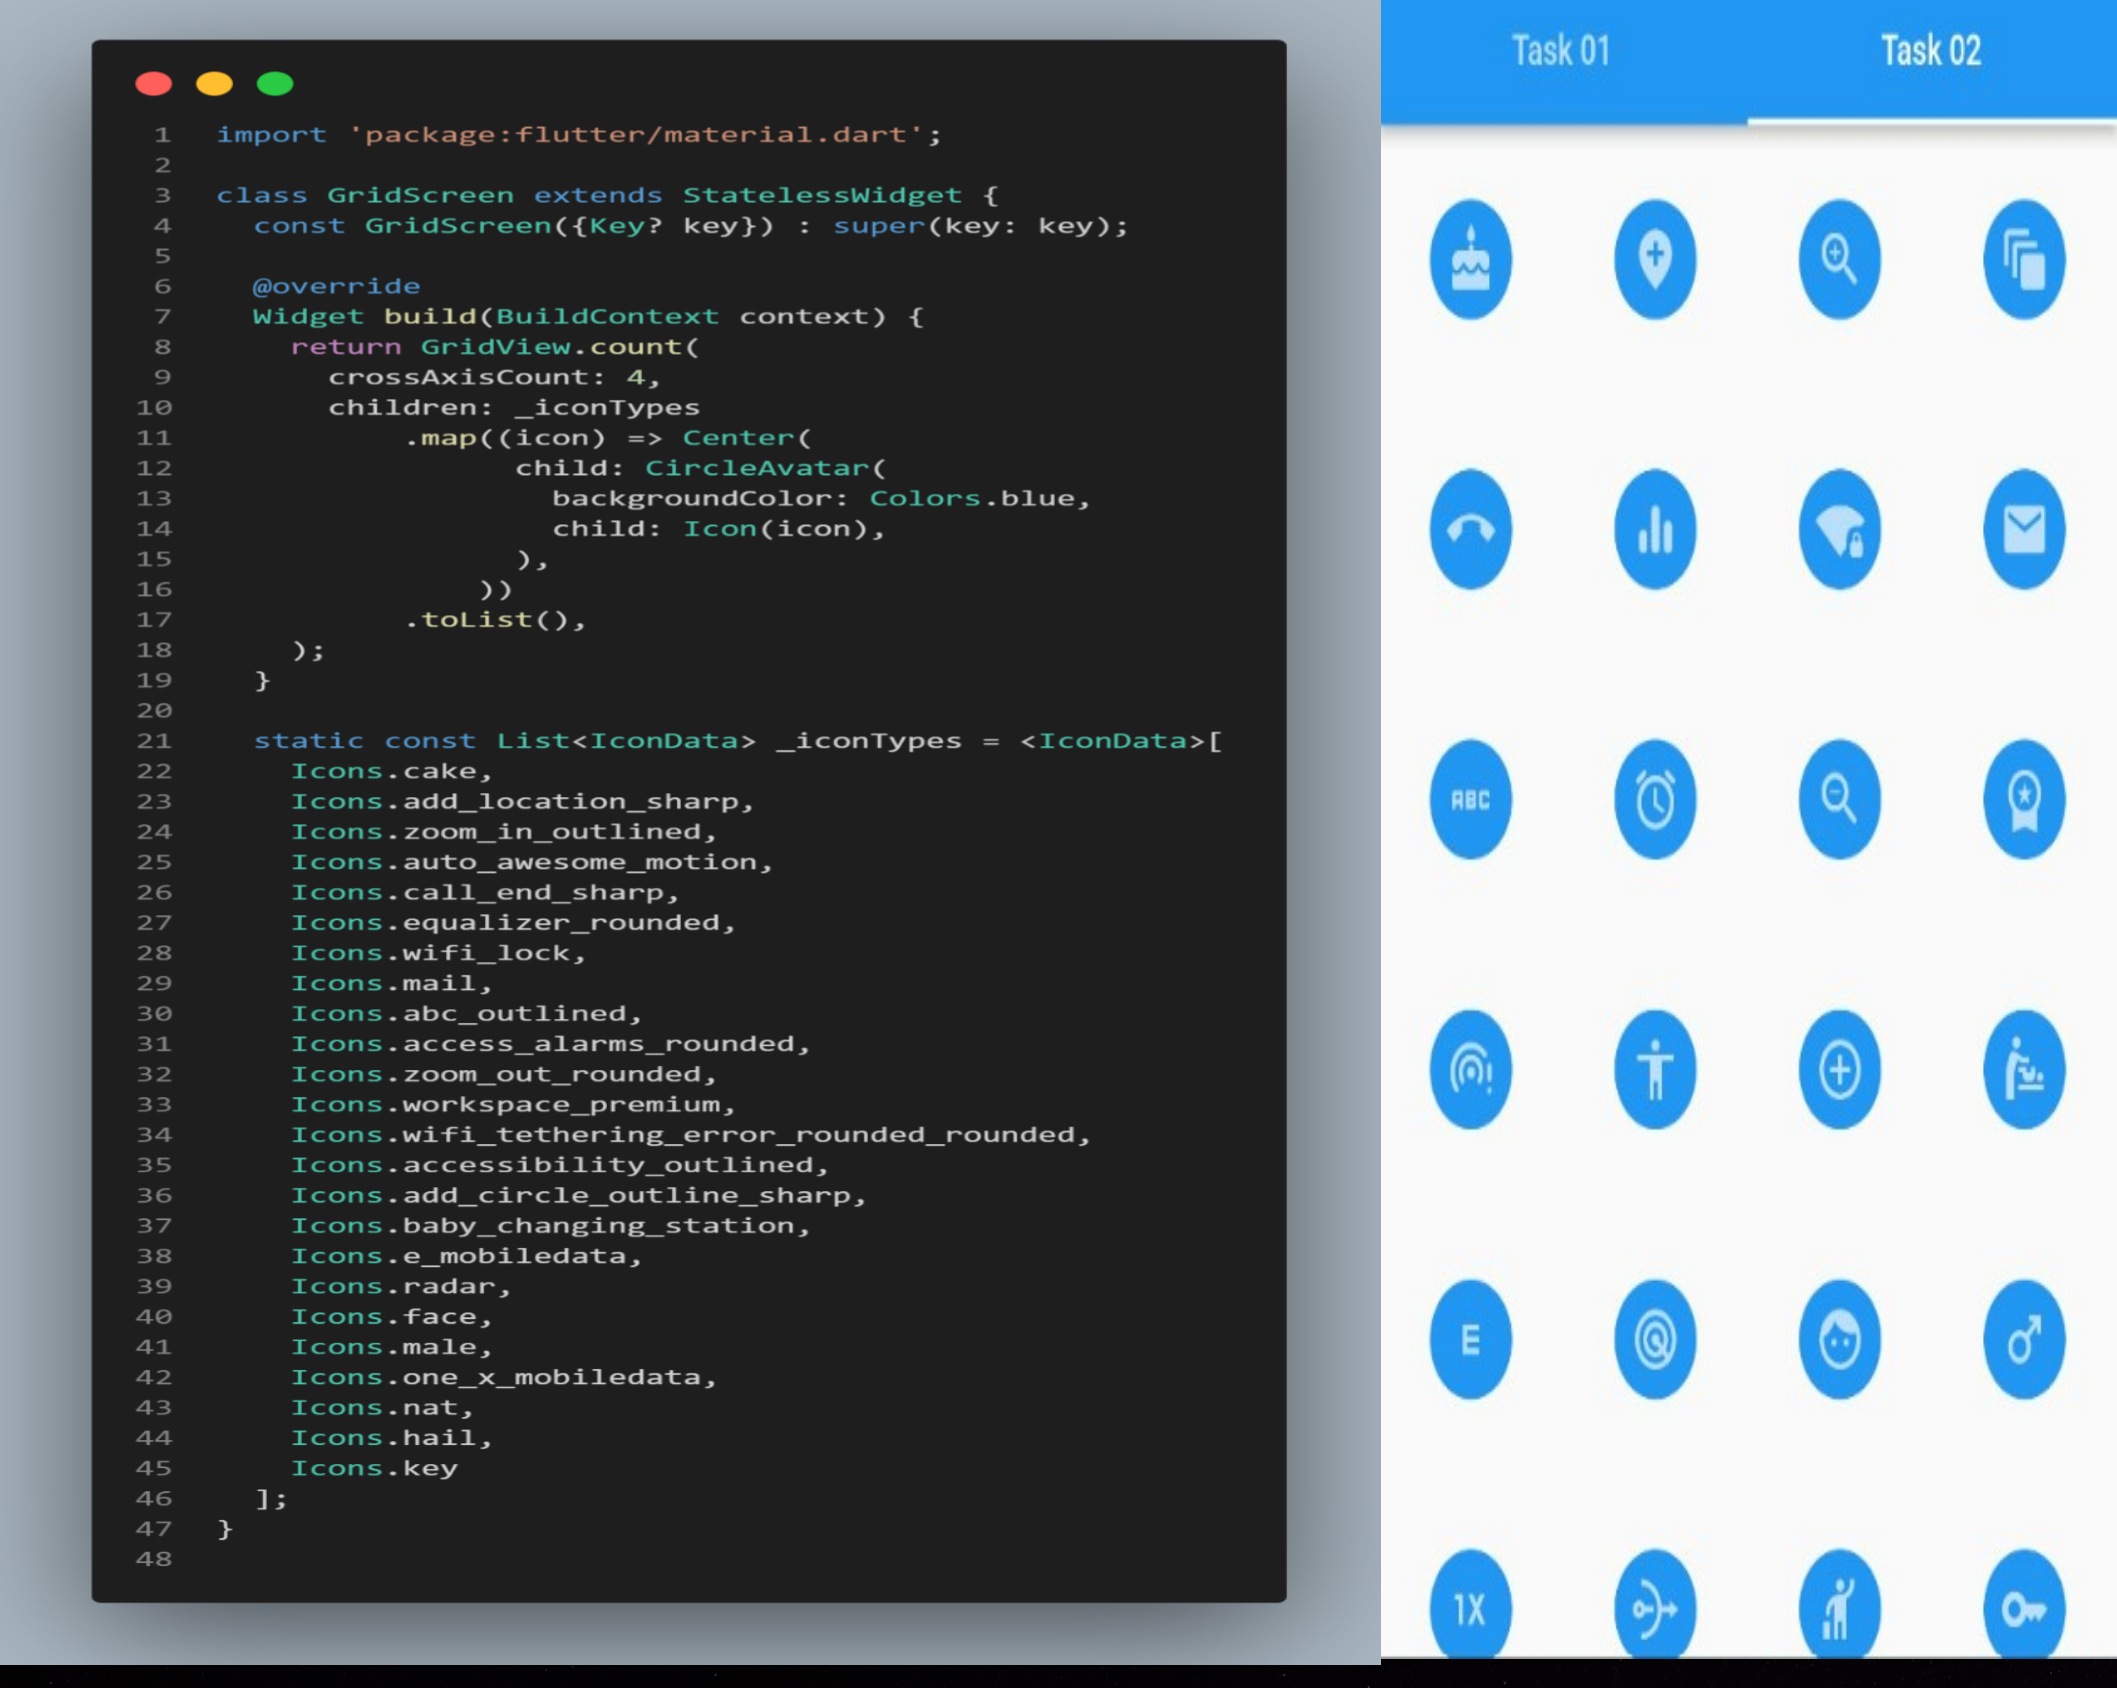 1 import 'package:flutter/material.dart';
2
3 class GridScreen extends StatelessWidget {
4   const GridScreen({Key? key}) : super(key: key);
5
6   @override
7   Widget build(BuildContext context) {
8     return GridView.count(
9       crossAxisCount: 4,
10       children: _iconTypes
11           .map((icon) => Center(
12                 child: CircleAvatar(
13                   backgroundColor: Colors.blue,
14                   child: Icon(icon),
15                 ),
16               ))
17           .toList(),
18     );
19   }
20
21   static const List<IconData> _iconTypes = <IconData>[
22     Icons.cake,
23     Icons.add_location_sharp,
24     Icons.zoom_in_outlined,
25     Icons.auto_awesome_motion,
26     Icons.call_end_sharp,
27     Icons.equalizer_rounded,
28     Icons.wifi_lock,
29     Icons.mail,
30     Icons.abc_outlined,
31     Icons.access_alarms_rounded,
32     Icons.zoom_out_rounded,
33     Icons.workspace_premium,
34     Icons.wifi_tethering_error_rounded_rounded,
35     Icons.accessibility_outlined,
36     Icons.add_circle_outline_sharp,
37     Icons.baby_changing_station,
38     Icons.e_mobiledata,
39     Icons.radar,
40     Icons.face,
41     Icons.male,
42     Icons.one_x_mobiledata,
43     Icons.nat,
44     Icons.hail,
45     Icons.key
46   ];
47 }
48
Task 01
Task 02
ABC
E
1X